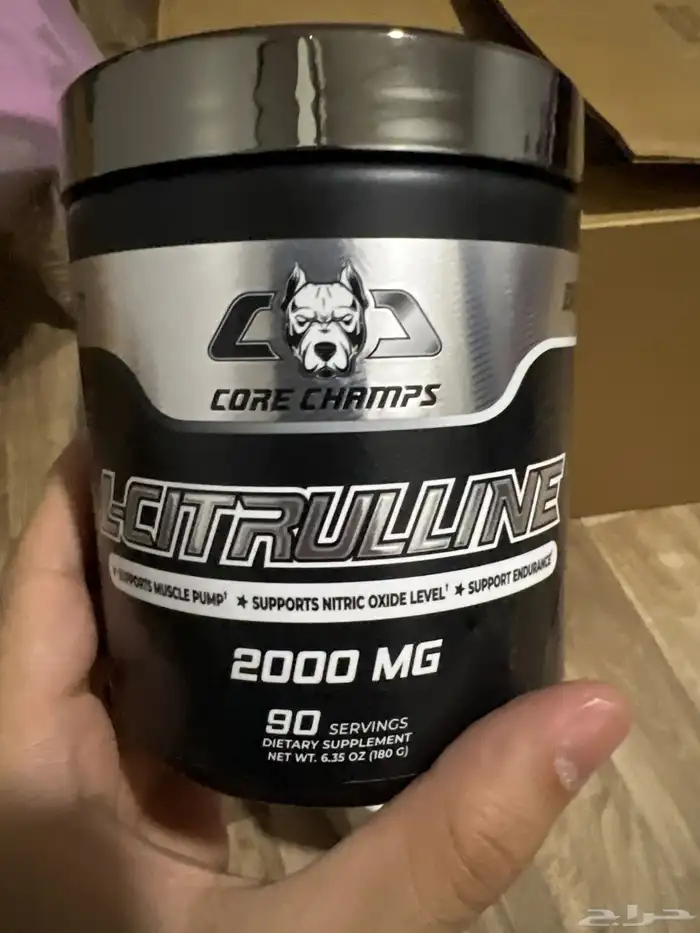 CORE CHAMPS
L-CITRULLINE
★ SUPPORTS MUSCLE PUMP† ★ SUPPORTS NITRIC OXIDE LEVEL† ★ SUPPORT ENDURANCE†
2000 MG
90 SERVINGS
DIETARY SUPPLEMENT
NET WT. 6.35 OZ (180 G)
حراج